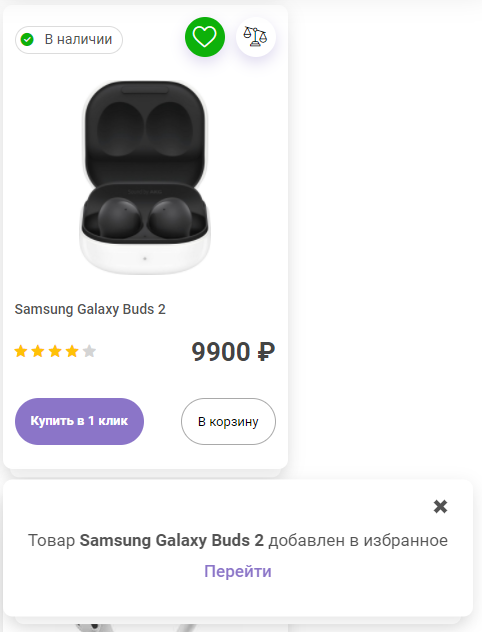 В наличии
Samsung Galaxy Buds 2
9900 ₽
Купить в 1 клик
В корзину
Товар Samsung Galaxy Buds 2 добавлен в избранное
Перейти